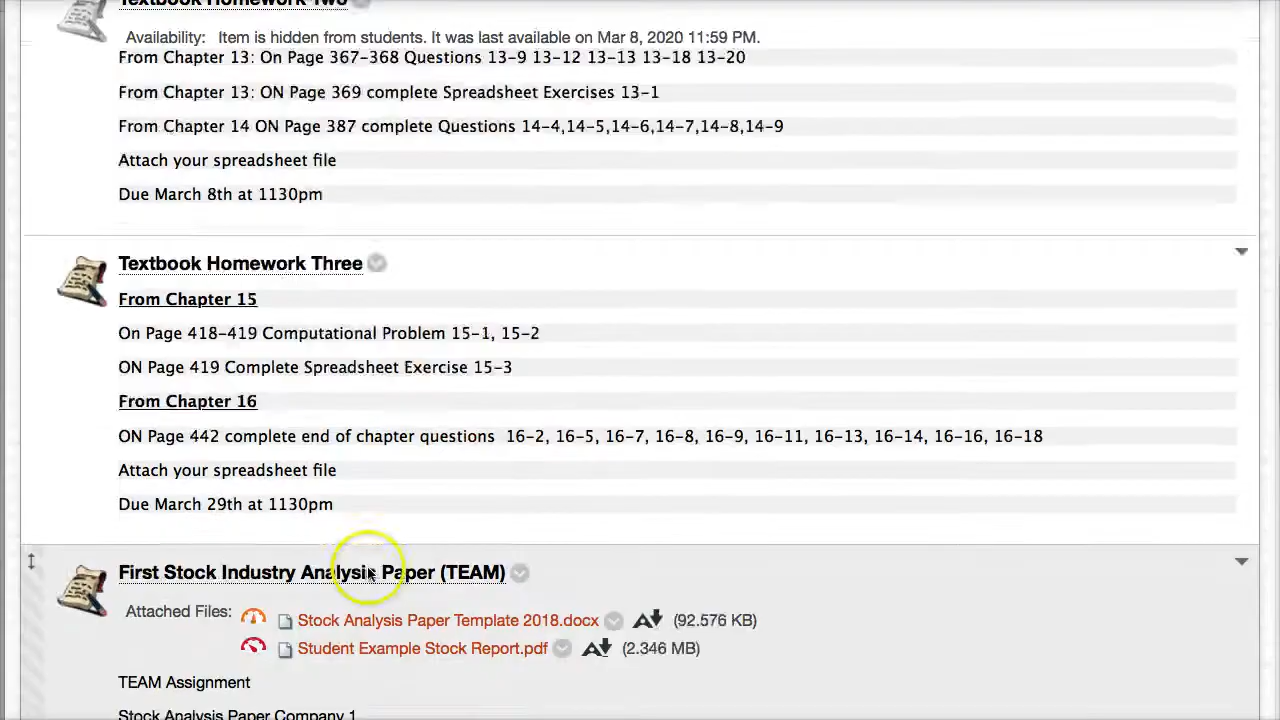 Textbook Homework Two
Availability: Item is hidden from students. It was last available on Mar 8, 2020 11:59 PM.
From Chapter 13: On Page 367-368 Questions 13-9 13-12 13-13 13-18 13-20
From Chapter 13: ON Page 369 complete Spreadsheet Exercises 13-1
From Chapter 14 ON Page 387 complete Questions 14-4,14-5,14-6,14-7,14-8,14-9
Attach your spreadsheet file
Due March 8th at 1130pm
Textbook Homework Three
From Chapter 15
On Page 418-419 Computational Problem 15-1, 15-2
ON Page 419 Complete Spreadsheet Exercise 15-3
From Chapter 16
ON Page 442 complete end of chapter questions 16-2, 16-5, 16-7, 16-8, 16-9, 16-11, 16-13, 16-14, 16-16, 16-18
Attach your spreadsheet file
Due March 29th at 1130pm
First Stock Industry Analysis Paper (TEAM)
Attached Files: Stock Analysis Paper Template 2018.docx (92.576 KB)
Student Example Stock Report.pdf (2.346 MB)
TEAM Assignment
Stock Analysis Paper Company 1